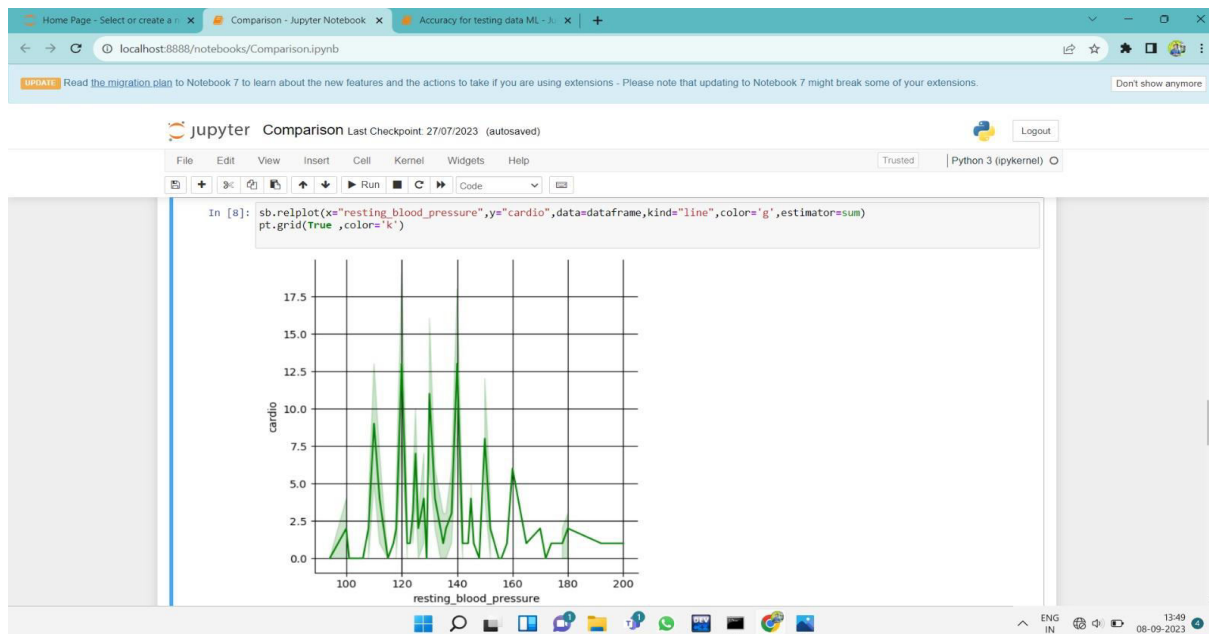 Home Page - Select or create a n
Comparison - Jupyter Notebook
Accuracy for testing data ML - Ju
localhost:8888/notebooks/Comparison.ipynb
UPDATE Read the migration plan to Notebook 7 to learn about the new features and the actions to take if you are using extensions - Please note that updating to Notebook 7 might break some of your extensions.
Don't show anymore
jupyter Comparison Last Checkpoint: 27/07/2023 (autosaved)
Logout
File Edit View Insert Cell Kernel Widgets Help
Trusted
Python 3 (ipykernel)
Run
Code
In [8]: sb.relplot(x="resting_blood_pressure",y="cardio",data=dataframe,kind="line",color='g',estimator=sum)
pt.grid(True ,color='k')
17.5
15.0
12.5
10.0
7.5
5.0
2.5
0.0
cardio
100 120 140 160 180 200
resting_blood_pressure
DEV
ENG
IN
13:49
08-09-2023
4